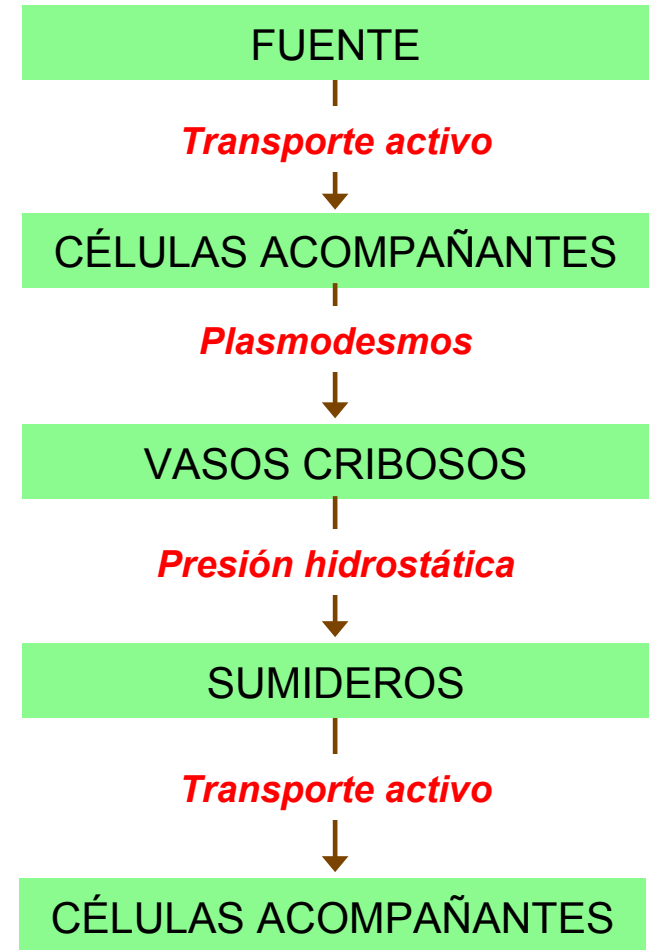 FUENTE
Transporte activo
CÉLULAS ACOMPAÑANTES
Plasmodesmos
VASOS CRIBOSOS
Presión hidrostática
SUMIDEROS
Transporte activo
CÉLULAS ACOMPAÑANTES